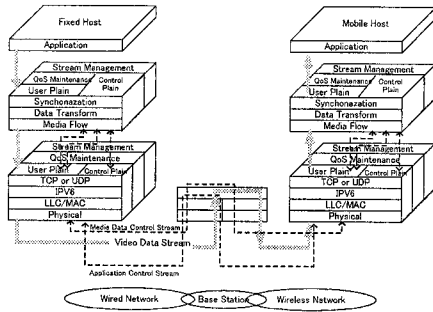 Fixed Host
Application
Stream Management
QoS Maintenance
Control Plain
User Plain
Synchonazation
Data Transform
Media Flow
Stream Management
QoS Maintenance
User Plain
Control Plain
TCP or UDP
IPV6
LLC/MAC
Physical
Mobile Host
Application
Stream Management
QoS Maintenance
Control Plain
User Plain
Synchonazation
Data Transform
Media Flow
Stream Management
QoS Maintenance
User Plain
Control Plain
TCP or UDP
IPV6
LLC/MAC
Physical
Media Data Control Stream
Video Data Stream
Application Control Stream
Wired Network
Base Station
Wireless Network